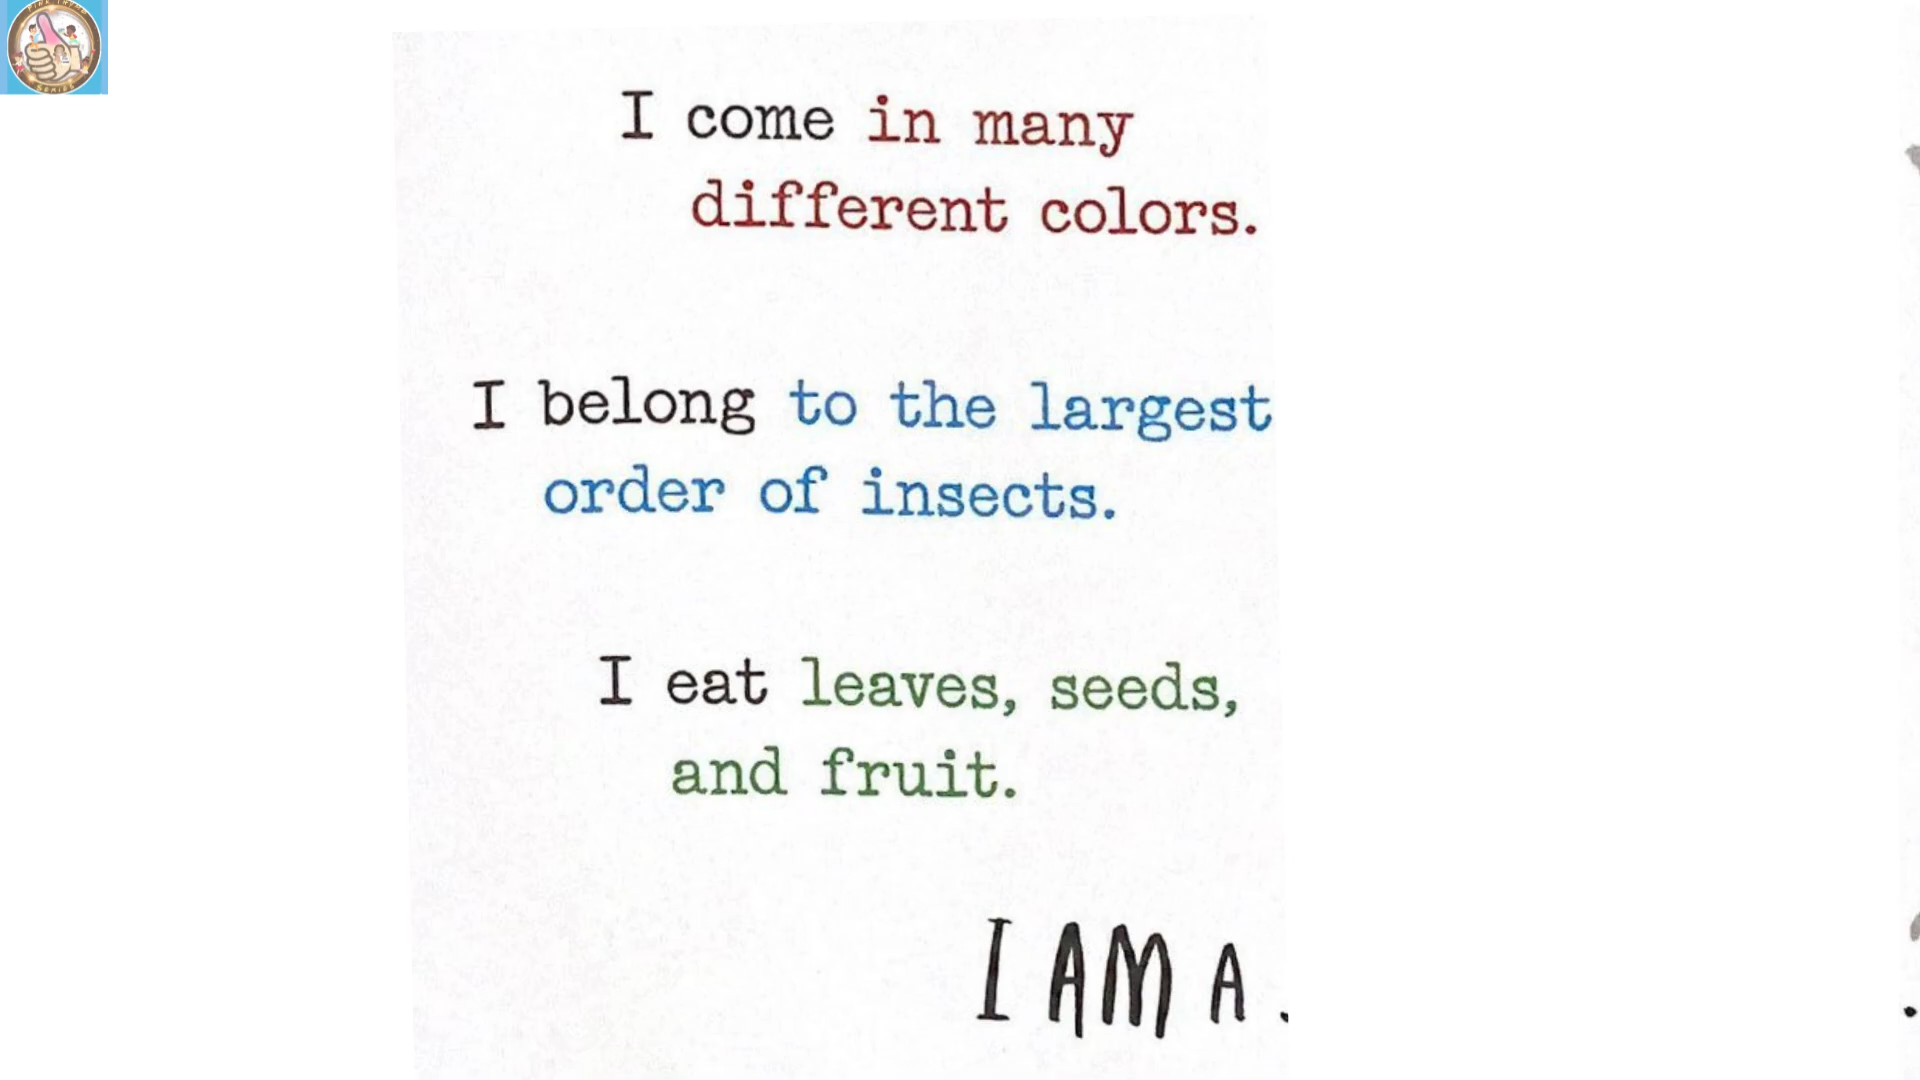 I come in many
different colors.
I belong to the largest
order of insects.
I eat leaves, seeds,
and fruit.
I AM A.